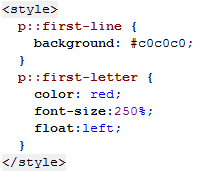 <style>
  p::first-line {
    background: #c0c0c0;
  }
  p::first-letter {
    color: red;
    font-size:250%;
    float:left;
  }
</style>